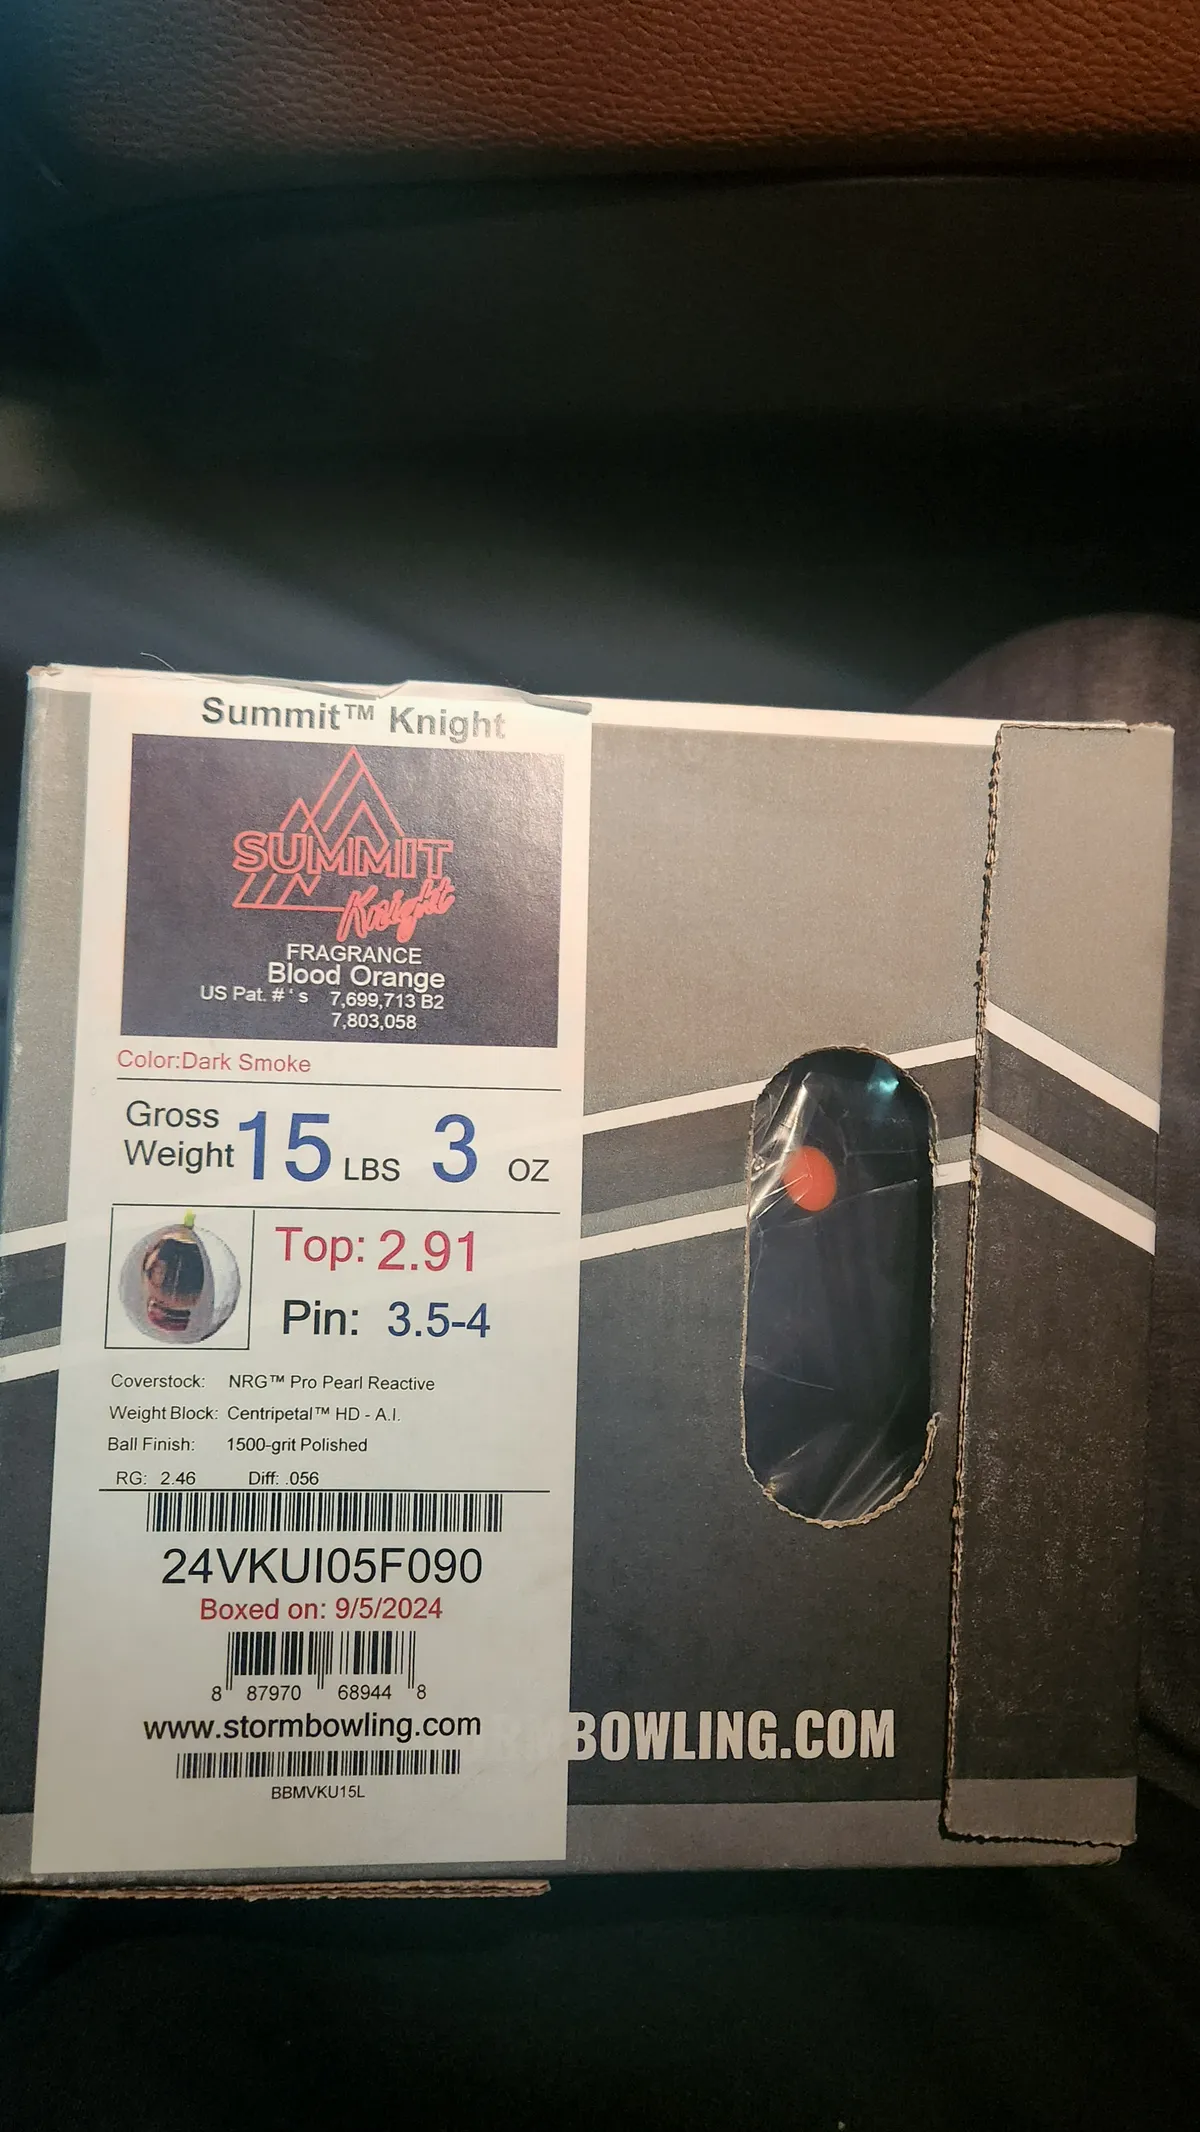 Summit™ Knight
SUMMIT
Knight
FRAGRANCE
Blood Orange
US Pat. # ' s 7,699,713 B2
7,803,058
Color:Dark Smoke
Gross
Weight 15 LBS 3 OZ
Top: 2.91
Pin: 3.5-4
Coverstock: NRG™ Pro Pearl Reactive
Weight Block: Centripetal™ HD - A.I.
Ball Finish: 1500-grit Polished
RG: 2.46 Diff: .056
24VKUI05F090
Boxed on: 9/5/2024
8 87970 68944 8
www.stormbowling.com
RMBOWLING.COM
BBMVKU15L